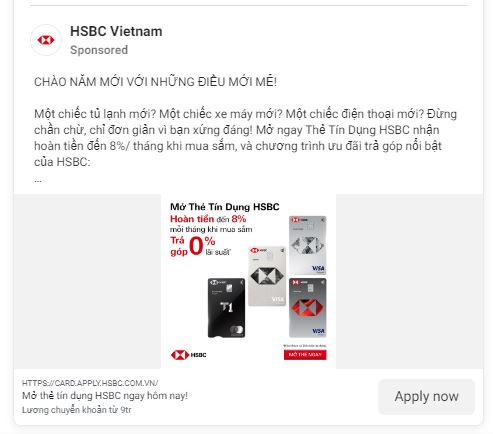 HSBC Vietnam
Sponsored
CHÀO NĂM MỚI VỚI NHỮNG ĐIỀU MỚI MẺ!
Một chiếc tủ lạnh mới? Một chiếc xe máy mới? Một chiếc điện thoại mới? Đừng
chần chừ, chỉ đơn giản vì bạn xứng đáng! Mở ngay Thẻ Tín Dụng HSBC nhận
hoàn tiền đến 8%/ tháng khi mua sắm, và chương trình ưu đãi trả góp nổi bật
của HSBC:
...
Mở Thẻ Tín Dụng HSBC
Hoàn tiền đến 8%
mỗi tháng khi mua sắm
Trả góp 0% lãi suất*
VISA
VISA
VISA
HSBC
MỞ THẺ NGAY
HTTPS://CARD.APPLY.HSBC.COM.VN/
Mở thẻ tín dụng HSBC ngay hôm nay!
Lương chuyển khoản từ 9tr
Apply now